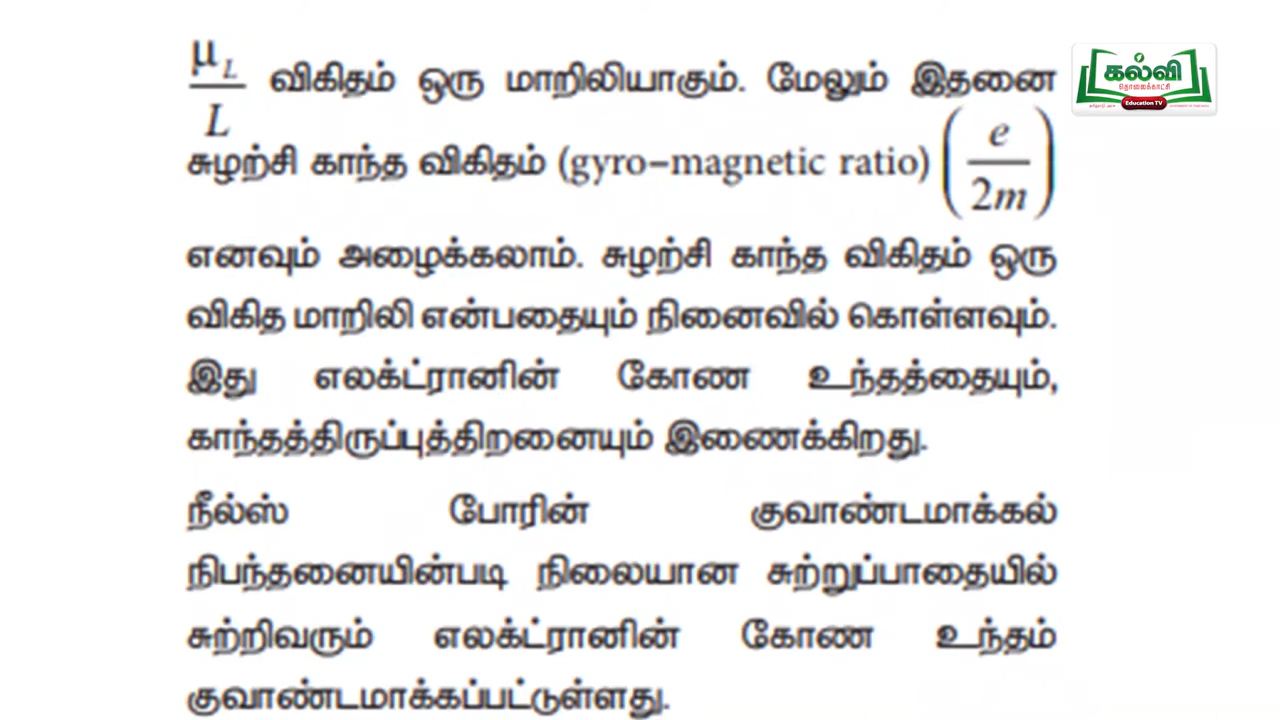 μ_L/L விகிதம் ஒரு மாறிலியாகும். மேலும் இதனை
சுழற்சி காந்த விகிதம் (gyro-magnetic ratio) (e/2m)
எனவும் அழைக்கலாம். சுழற்சி காந்த விகிதம் ஒரு
விகித மாறிலி என்பதையும் நினைவில் கொள்ளவும்.
இது எலக்ட்ரானின் கோண உந்தத்தையும்,
காந்தத்திருப்புத்திறனையும் இணைக்கிறது.
நீல்ஸ் போரின் குவாண்டமாக்கல்
நிபந்தனையின்படி நிலையான சுற்றுப்பாதையில்
சுற்றிவரும் எலக்ட்ரானின் கோண உந்தம்
குவாண்டமாக்கப்பட்டுள்ளது.
கல்வி
தொலைக்காட்சி
Education TV